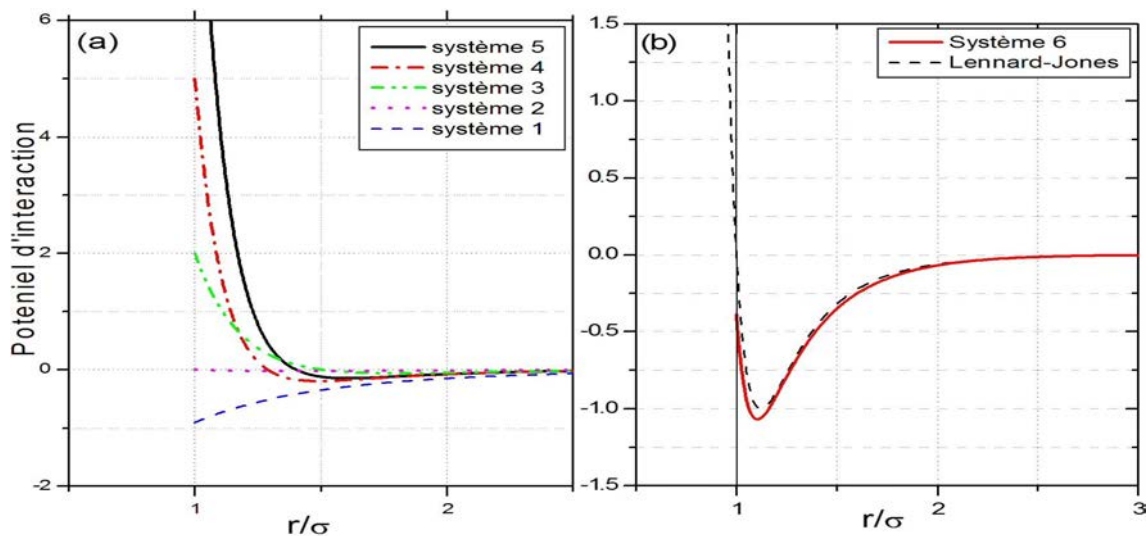 (a)
système 5
système 4
système 3
système 2
système 1
6
4
2
0
-2
Poteniel d'interaction
1
2
r/σ
(b)
Système 6
Lennard-Jones
1.5
1.0
0.5
0.0
-0.5
-1.0
-1.5
1
2
3
r/σ